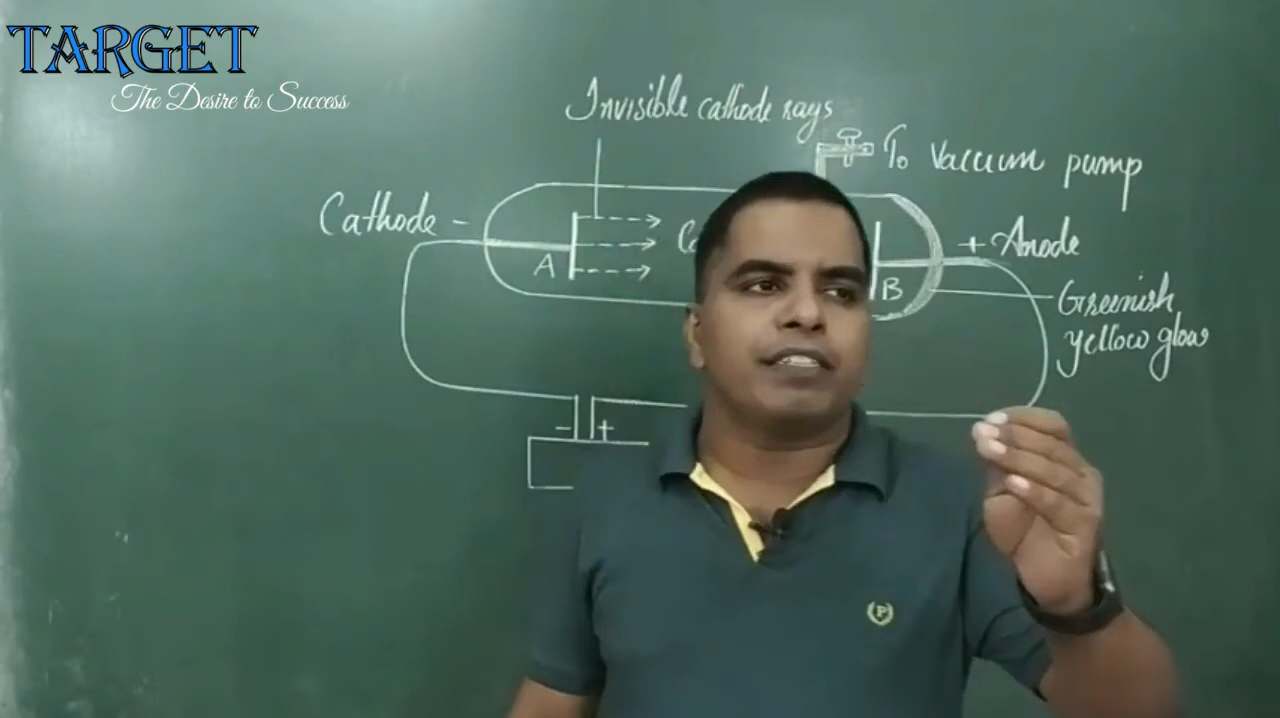 TARGET
The Desire to Success
Invisible cathode rays
To Vaccum pump
Cathode -
+ Anode
A
B
Greenish
yellow glow
- +
P